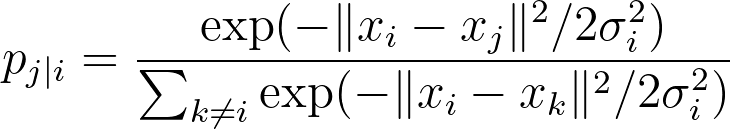 p_{j|i} = \frac{\exp(-\|x_i - x_j\|^2 / 2\sigma_i^2)}{\sum_{k \neq i} \exp(-\|x_i - x_k\|^2 / 2\sigma_i^2)}